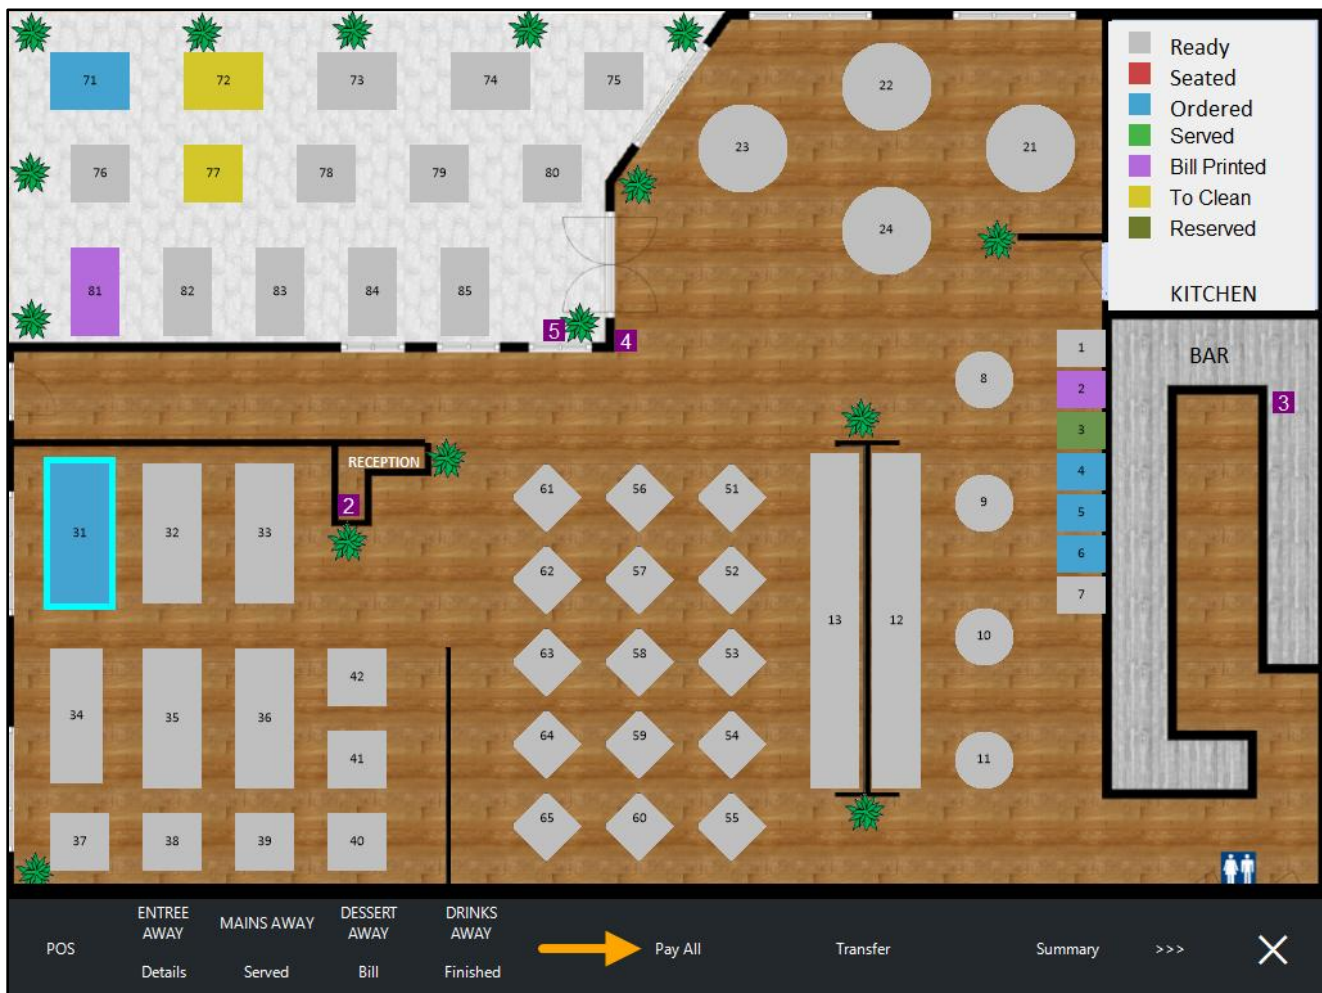 71
72
73
74
75
22
23
21
76
77
78
79
80
24
81
82
83
84
85
5
4
Ready
Seated
Ordered
Served
Bill Printed
To Clean
Reserved
KITCHEN
BAR
1
2
3
4
5
6
7
3
8
9
10
11
RECEPTION
2
31
32
33
61
56
51
62
57
52
63
58
53
64
59
54
65
60
55
13
12
34
35
36
42
41
37
38
39
40
POS
ENTREE
AWAY
MAINS AWAY
DESSERT
AWAY
DRINKS
AWAY
Details
Served
Bill
Finished
Pay All
Transfer
Summary
>>>